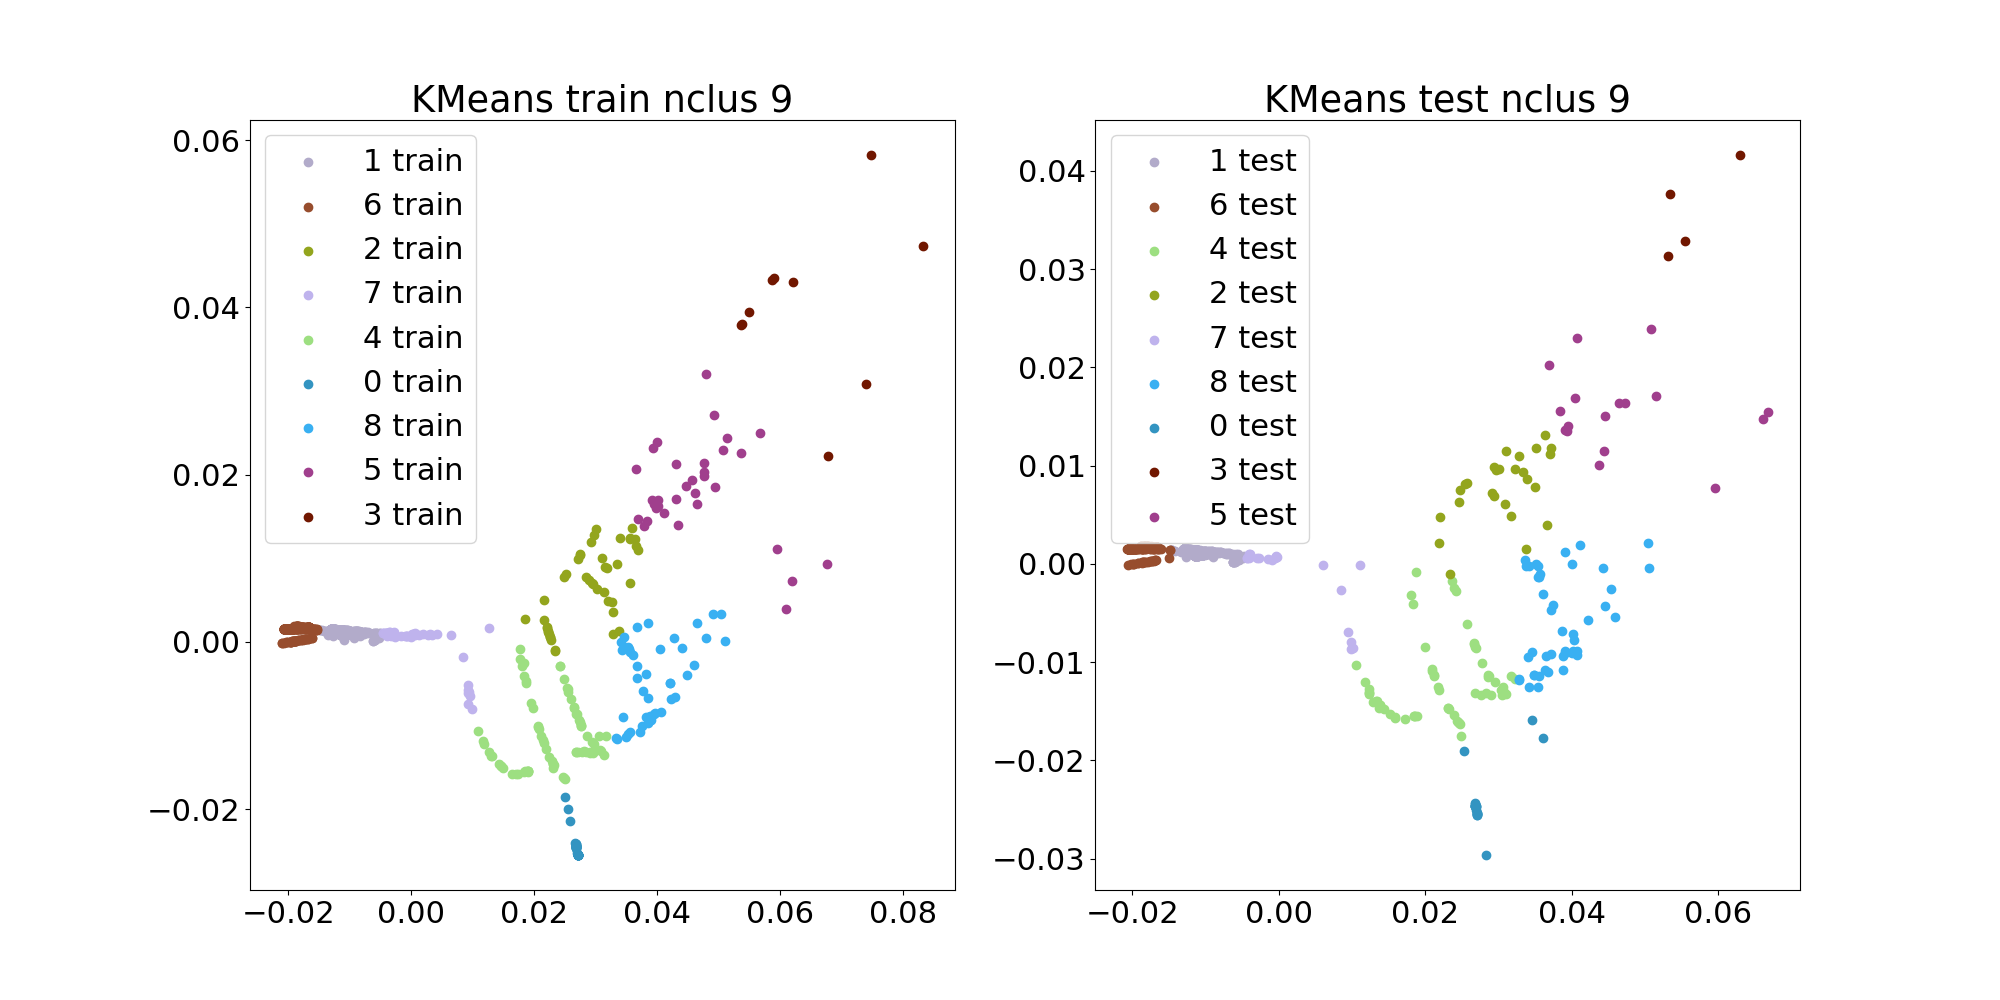 KMeans train nclus 9
0.06
0.04
0.02
0.00
−0.02
1 train
6 train
2 train
7 train
4 train
0 train
8 train
5 train
3 train
−0.02 0.00 0.02 0.04 0.06 0.08
KMeans test nclus 9
0.04
0.03
0.02
0.01
0.00
−0.01
−0.02
−0.03
1 test
6 test
4 test
2 test
7 test
8 test
0 test
3 test
5 test
−0.02 0.00 0.02 0.04 0.06